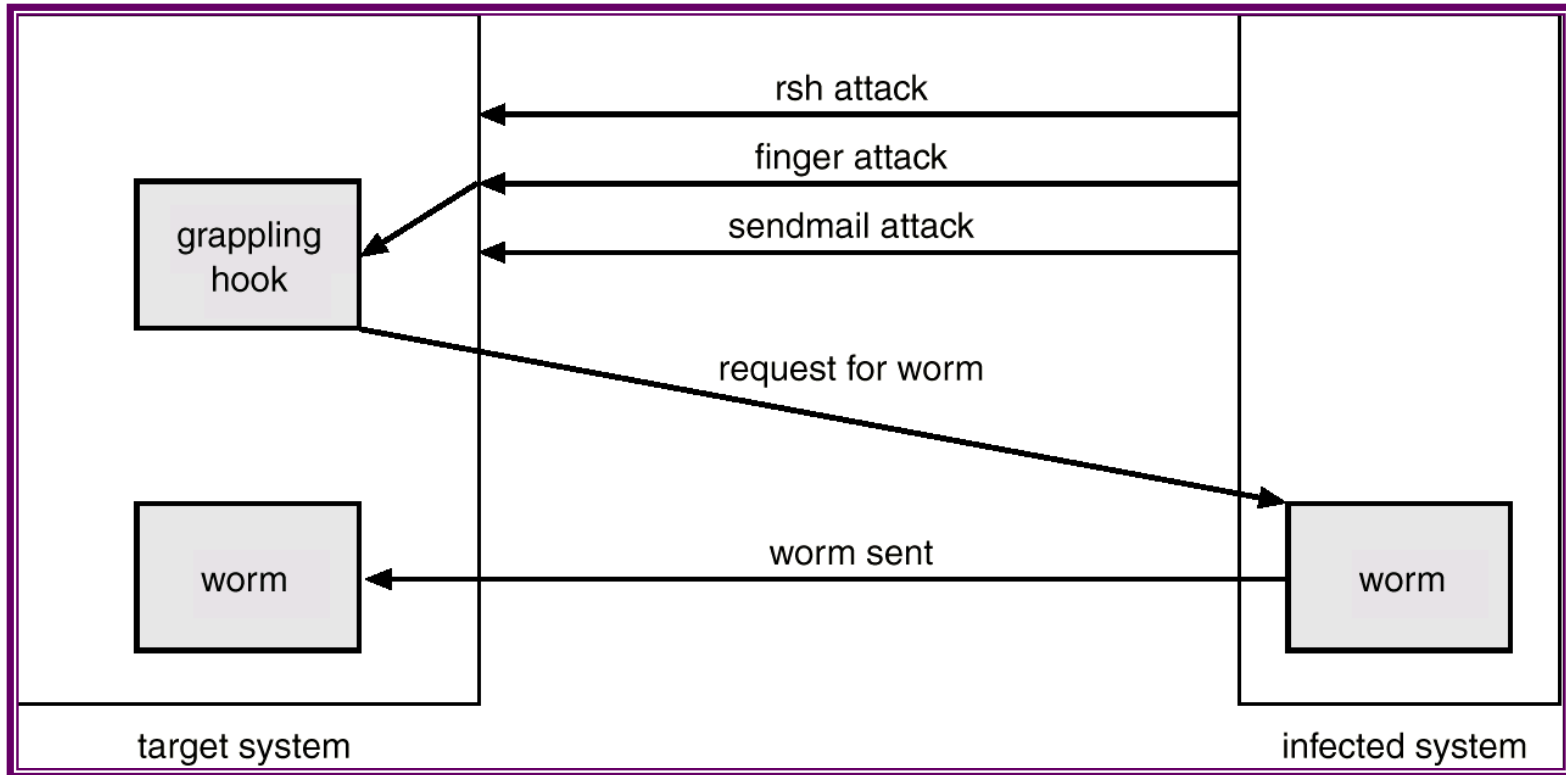 rsh attack
finger attack
sendmail attack
grappling
hook
request for worm
worm sent
worm
worm
target system
infected system